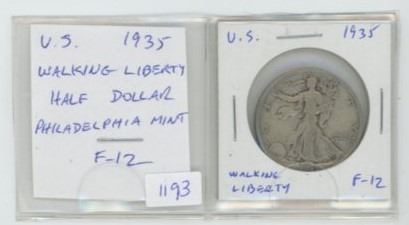 U.S. 1935
WALKING LIBERTY
HALF DOLLAR
PHILADELPHIA MINT
F-12
1193
U.S. 1935
WALKING
LIBERTY F-12